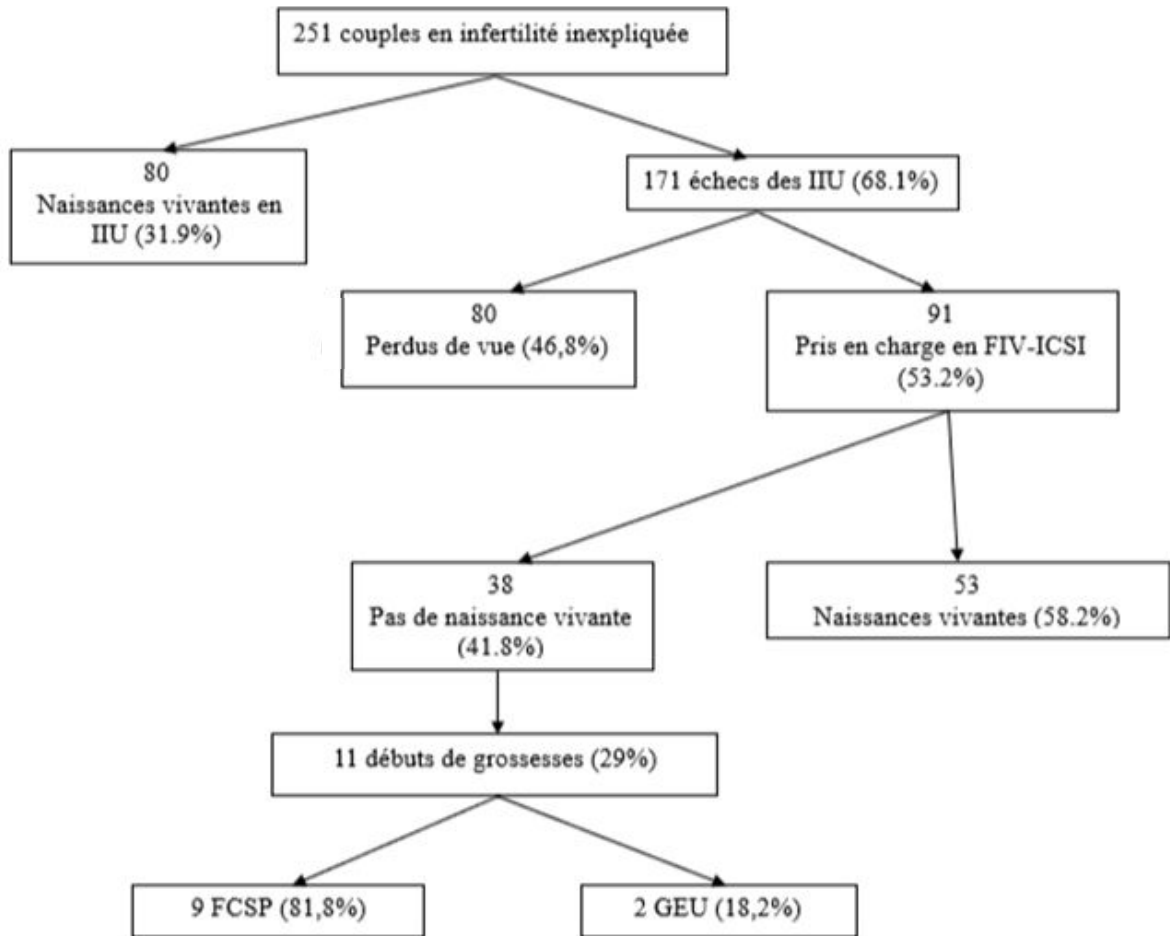 251 couples en infertilité inexpliquée
80
Naissances vivantes en
IIU (31.9%)
171 échecs des IIU (68.1%)
80
Perdus de vue (46,8%)
91
Pris en charge en FIV-ICSI
(53.2%)
38
Pas de naissance vivante
(41.8%)
53
Naissances vivantes (58.2%)
11 débuts de grossesses (29%)
9 FCSP (81,8%)
2 GEU (18,2%)